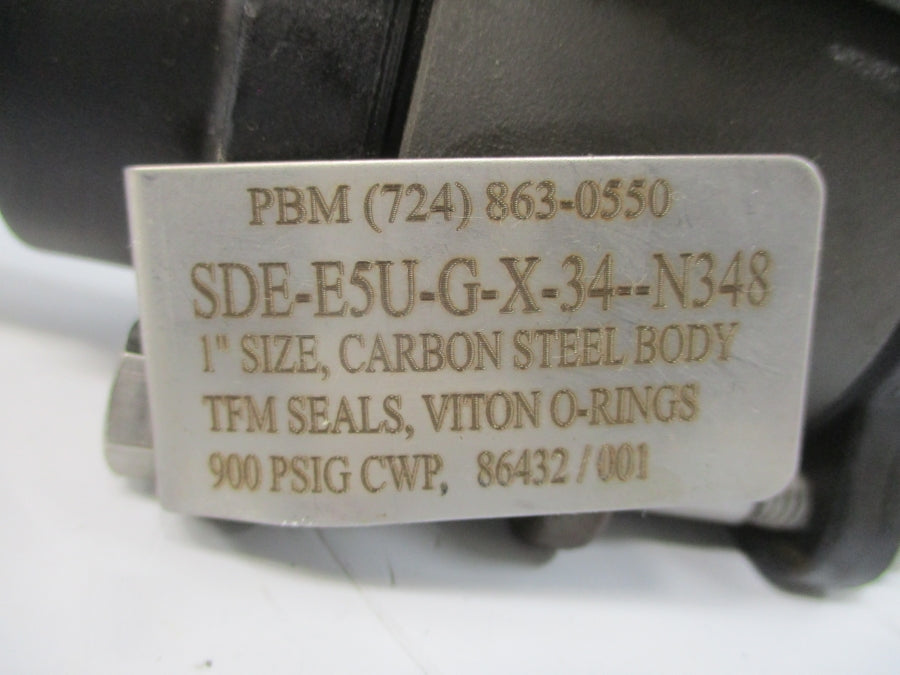 PBM (724) 863-0550
SDE-E5U-G-X-34--N348
1" SIZE, CARBON STEEL BODY
TFM SEALS, VITON O-RINGS
900 PSIG CWP, 86432 / 001